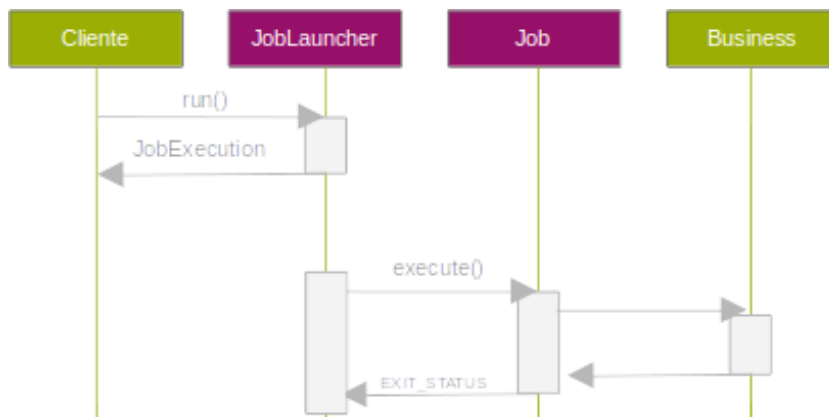 Cliente
JobLauncher
Job
Business
run()
JobExecution
execute()
EXIT_STATUS